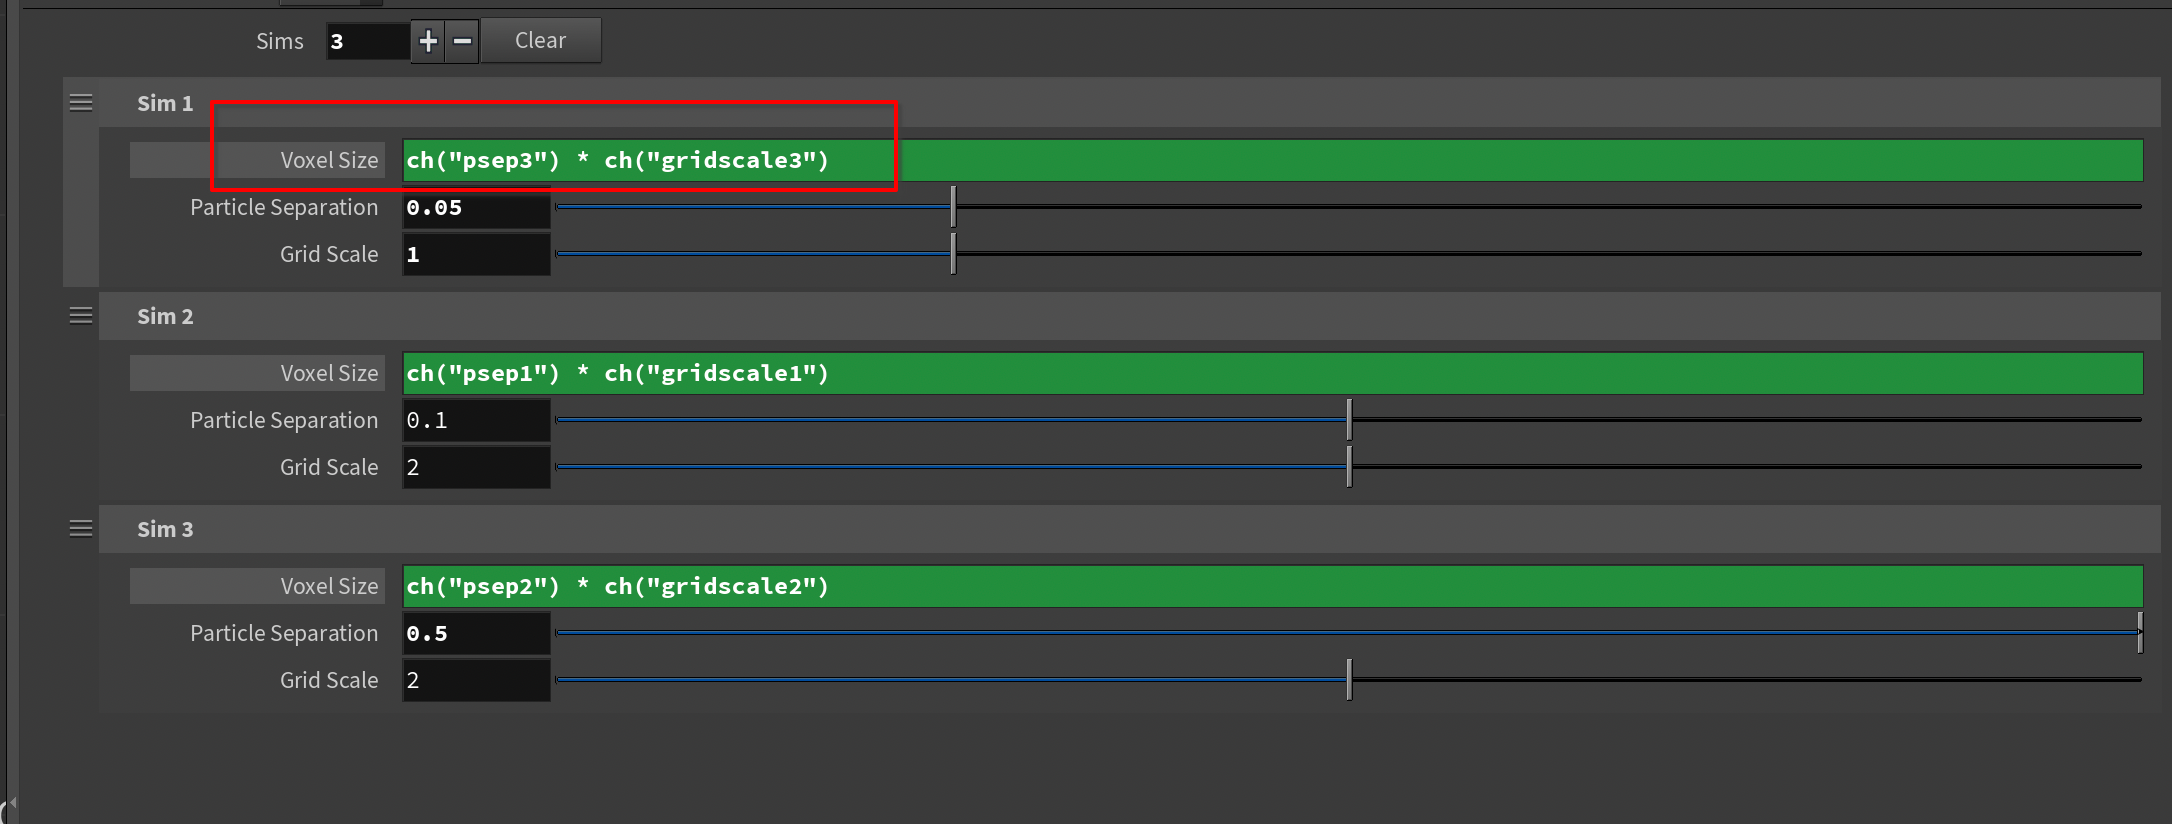 Sims 3 + − Clear
Sim 1
Voxel Size ch("psep3") * ch("gridscale3")
Particle Separation 0.05
Grid Scale 1
Sim 2
Voxel Size ch("psep1") * ch("gridscale1")
Particle Separation 0.1
Grid Scale 2
Sim 3
Voxel Size ch("psep2") * ch("gridscale2")
Particle Separation 0.5
Grid Scale 2